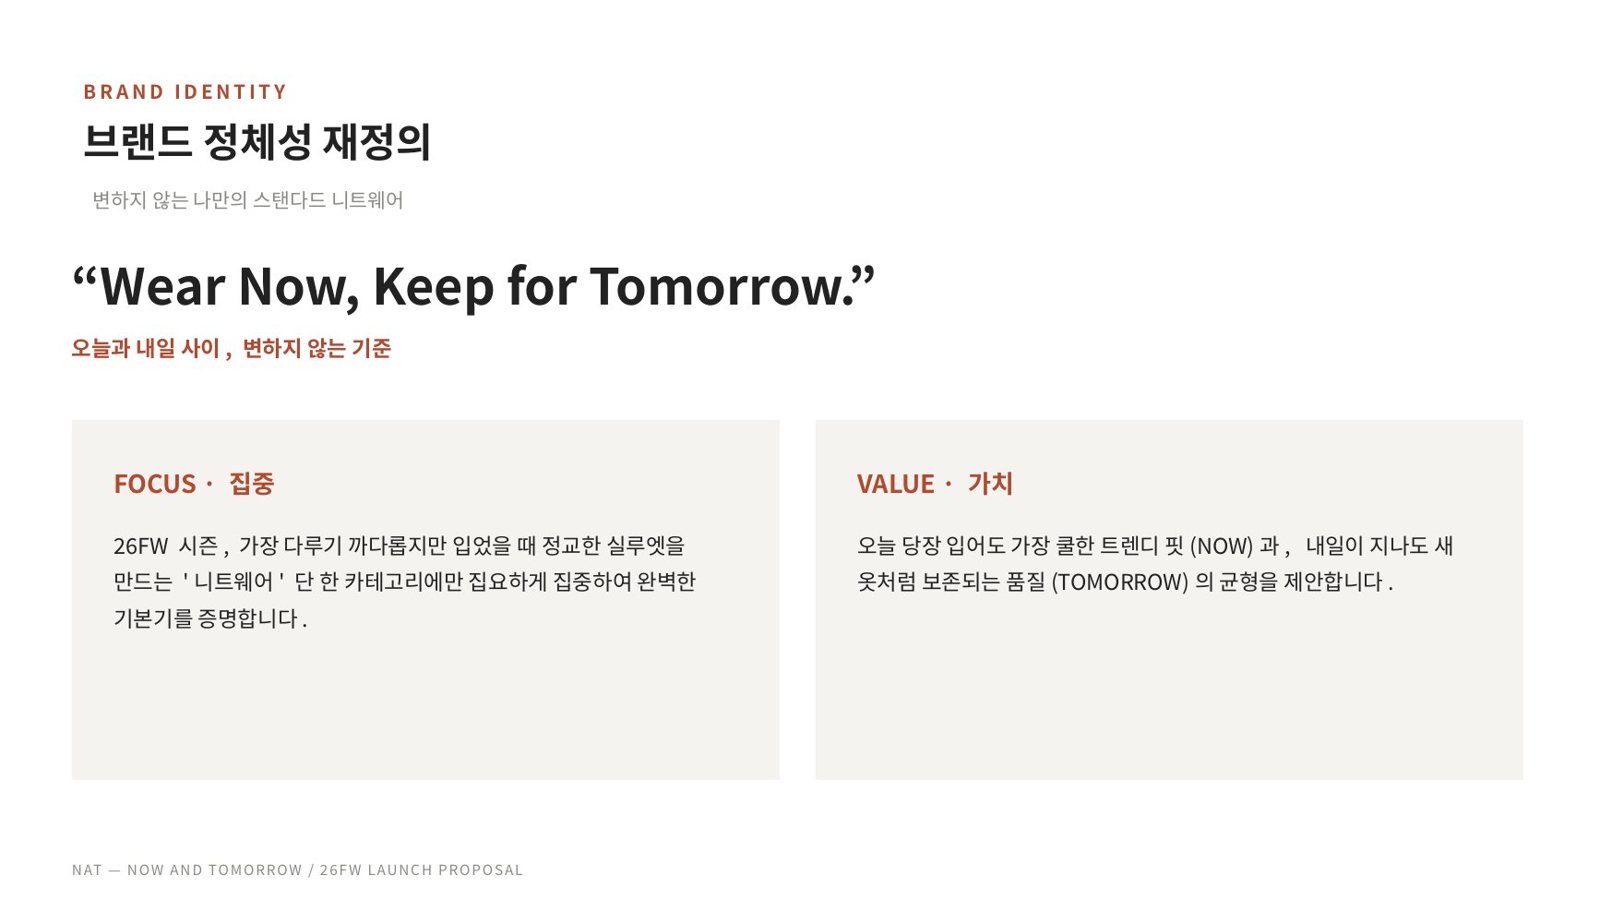 BRAND IDENTITY
브랜드 정체성 재정의
변하지 않는 나만의 스탠다드 니트웨어
“Wear Now, Keep for Tomorrow.”
오늘과 내일 사이 , 변하지 않는 기준
FOCUS · 집중
26FW 시즌 , 가장 다루기 까다롭지만 입었을 때 정교한 실루엣을
만드는 ' 니트웨어 ' 단 한 카테고리에만 집요하게 집중하여 완벽한
기본기를 증명합니다 .
VALUE · 가치
오늘 당장 입어도 가장 쿨한 트렌디 핏 (NOW) 과 , 내일이 지나도 새
옷처럼 보존되는 품질 (TOMORROW) 의 균형을 제안합니다 .
NAT — NOW AND TOMORROW / 26FW LAUNCH PROPOSAL